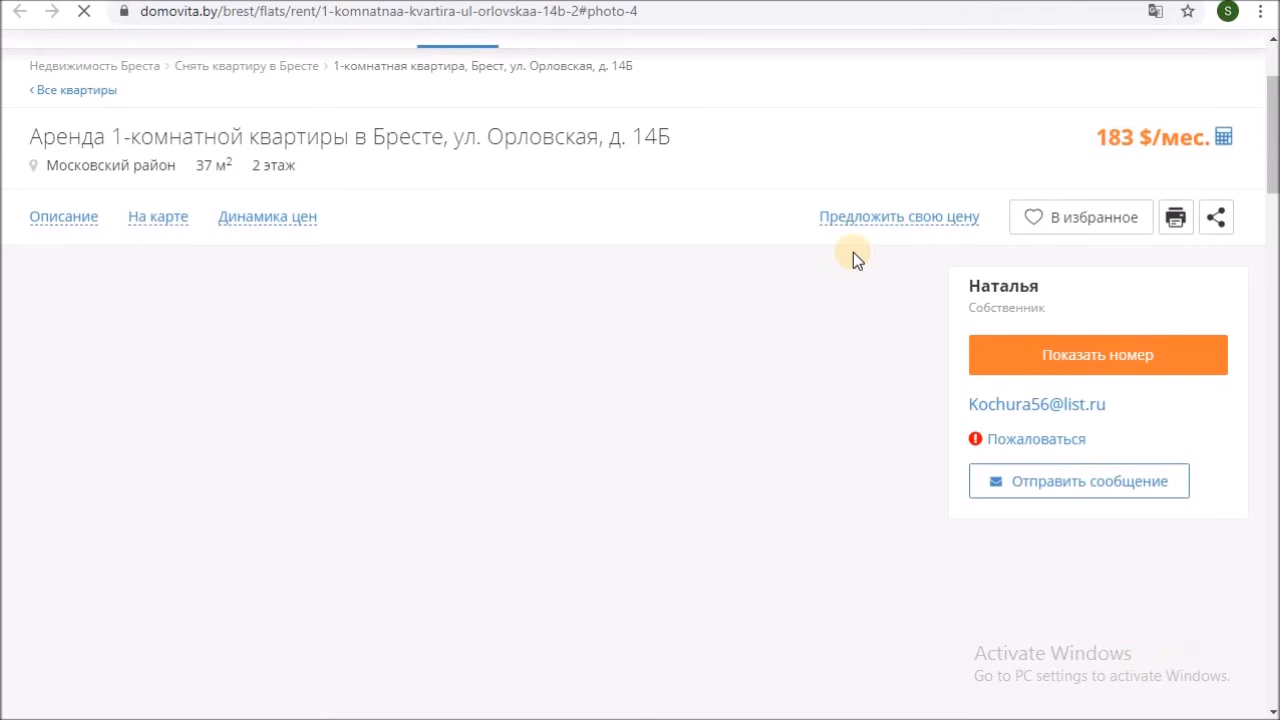 domovita.by/brest/flats/rent/1-komnatnaa-kvartira-ul-orlovskaa-14b-2#photo-4
S
Недвижимость Бреста > Снять квартиру в Бресте > 1-комнатная квартира, Брест, ул. Орловская, д. 14Б
‹ Все квартиры
Аренда 1-комнатной квартиры в Бресте, ул. Орловская, д. 14Б
183 $/мес.
Московский район 37 м² 2 этаж
Описание На карте Динамика цен Предложить свою цену В избранное
Наталья
Собственник
Показать номер
Kochura56@list.ru
Пожаловаться
Отправить сообщение
Activate Windows
Go to PC settings to activate Windows.